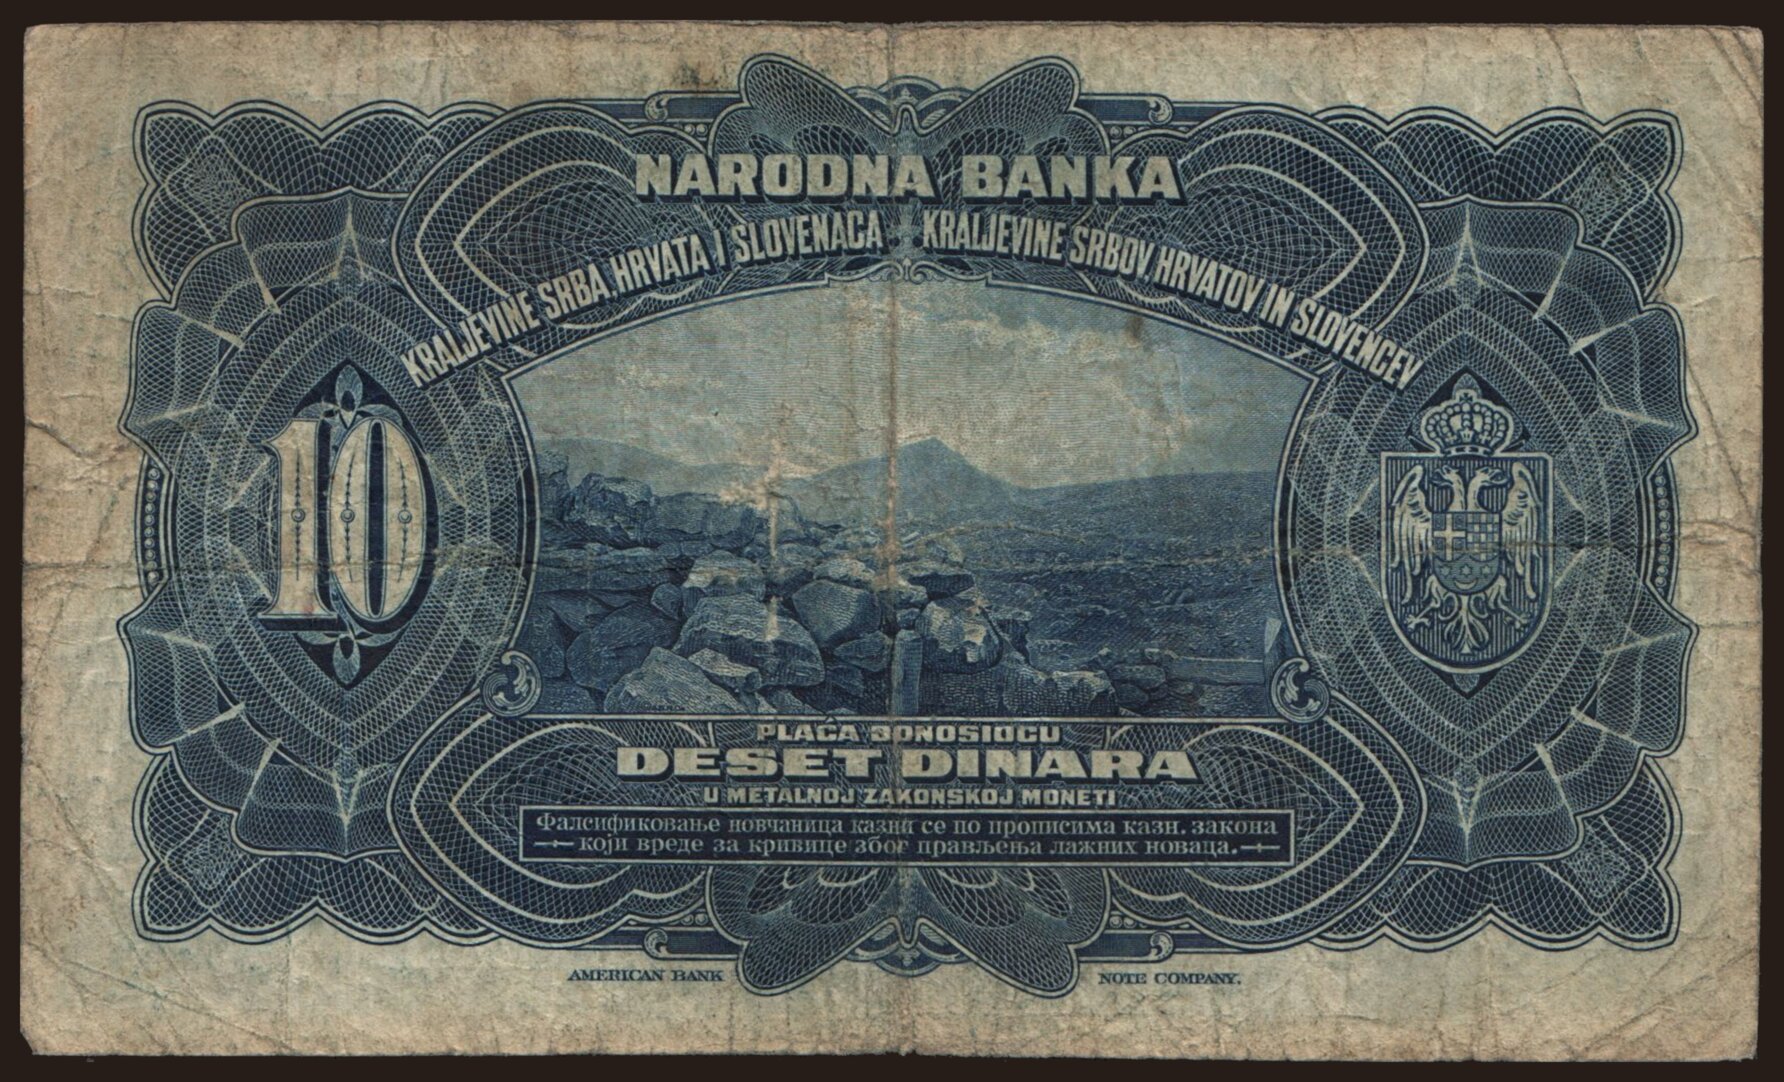 NARODNA BANKA
KRALJEVINE SRBA, HRVATA I SLOVENACA
KRALJEVINE SRBOV, HRVATOV IN SLOVENCEV
10
PLAĆA DONOSIOCU
DESET DINARA
U METALNOJ ZAKONSKOJ MONETI
Фалсификовање новчаница казни се по прописима казн. закона
који вреде за кривице због прављења лажних новаца.
AMERICAN BANK NOTE COMPANY.